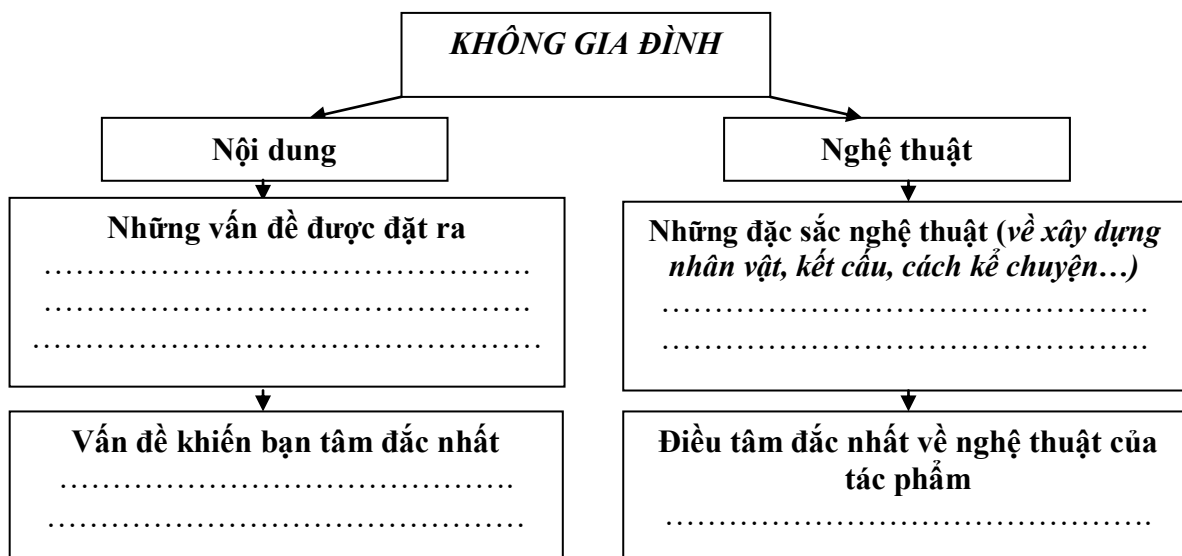 KHÔNG GIA ĐÌNH
Nội dung
Nghệ thuật
Những vấn đề được đặt ra
……………………………………………….
……………………………………………….
…………………………………………………
Những đặc sắc nghệ thuật (về xây dựng
nhân vật, kết cấu, cách kể chuyện…)
……………………………………………….
……………………………………………….
Vấn đề khiến bạn tâm đắc nhất
…………………………………………….
………………………………………………
Điều tâm đắc nhất về nghệ thuật của
tác phẩm
……………………………………………….